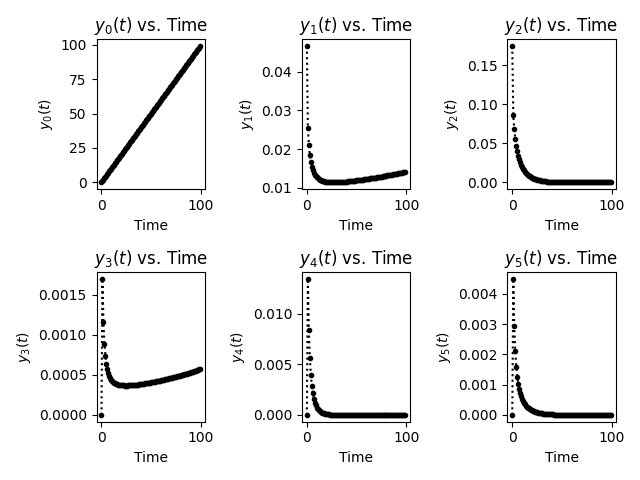 y₀(t) vs. Time
100
75
50
25
0
y₀(t)
0 100
Time
y₁(t) vs. Time
0.04
0.03
0.02
0.01
y₁(t)
0 100
Time
y₂(t) vs. Time
0.15
0.10
0.05
0.00
y₂(t)
0 100
Time
y₃(t) vs. Time
0.0015
0.0010
0.0005
0.0000
y₃(t)
0 100
Time
y₄(t) vs. Time
0.010
0.005
0.000
y₄(t)
0 100
Time
y₅(t) vs. Time
0.004
0.003
0.002
0.001
0.000
y₅(t)
0 100
Time